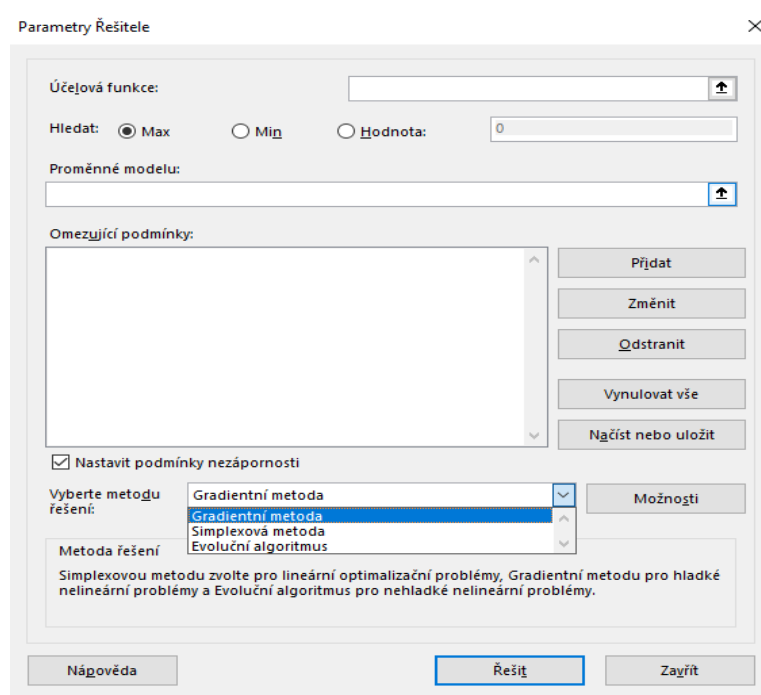 Parametry Řešitele
Účelová funkce:
Hledat: Max Min Hodnota: 0
Proměnné modelu:
Omezující podmínky:
Přidat
Změnit
Odstranit
Vynulovat vše
Načíst nebo uložit
Nastavit podmínky nezápornosti
Vyberte metodu
řešení:
Gradientní metoda
Možnosti
Gradientní metoda
Simplexová metoda
Evoluční algoritmus
Metoda řešení
Simplexovou metodu zvolte pro lineární optimalizační problémy, Gradientní metodu pro hladké
nelineární problémy a Evoluční algoritmus pro nehladké nelineární problémy.
Nápověda Řešit Zavřít